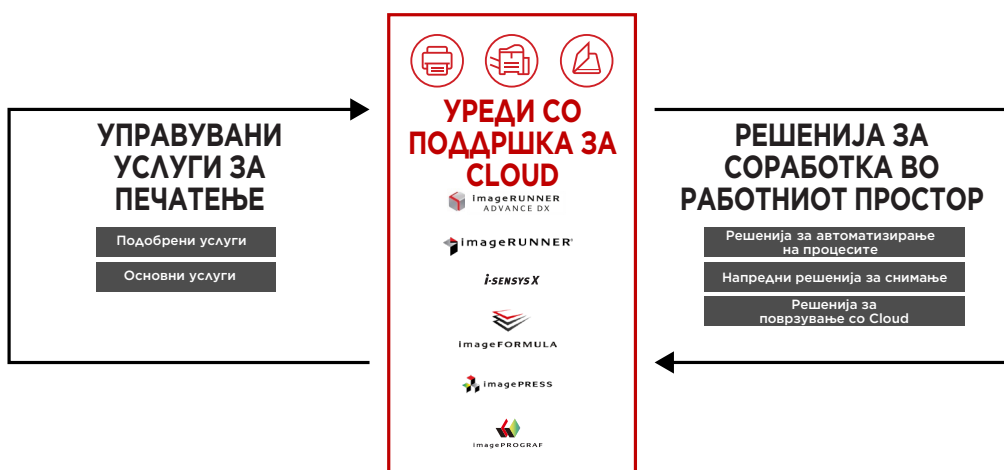 УПРАВУВАНИ
УСЛУГИ ЗА
ПЕЧАТЕЊЕ
Подобрени услуги
Основни услуги
УРЕДИ СО
ПОДДРШКА ЗА
CLOUD
imageRUNNER
ADVANCE DX
imageRUNNER®
i-SENSYS X
imageFORMULA
imagePRESS
imagePROGRAF
РЕШЕНИЈА ЗА
СОРАБОТКА ВО
РАБОТНИОТ ПРОСТОР
Решенија за автоматизирање
на процесите
Напредни решенија за снимање
Решенија за
поврзување со Cloud